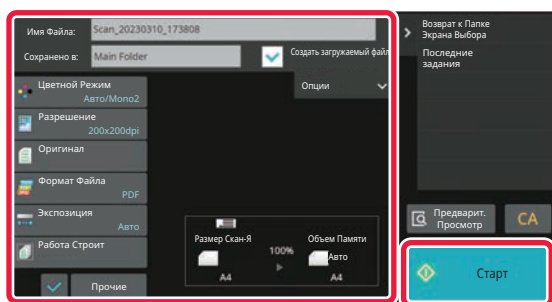 Имя Файла: Scan_20230310_173808
Сохранено в: Main Folder
Создать загружаемый файл
Опции
Цветной Режим
Авто/Mono2
Разрешение
200x200dpi
Оригинал
Формат Файла
PDF
Экспозиция
Авто
Работа Строит
Прочие
Размер Скан-Я
100%
Объем Памяти
Авто
A4
A4
Возврат к Папке
Экрана Выбора
Последние
задания
Предварит.
Просмотр
CA
Старт